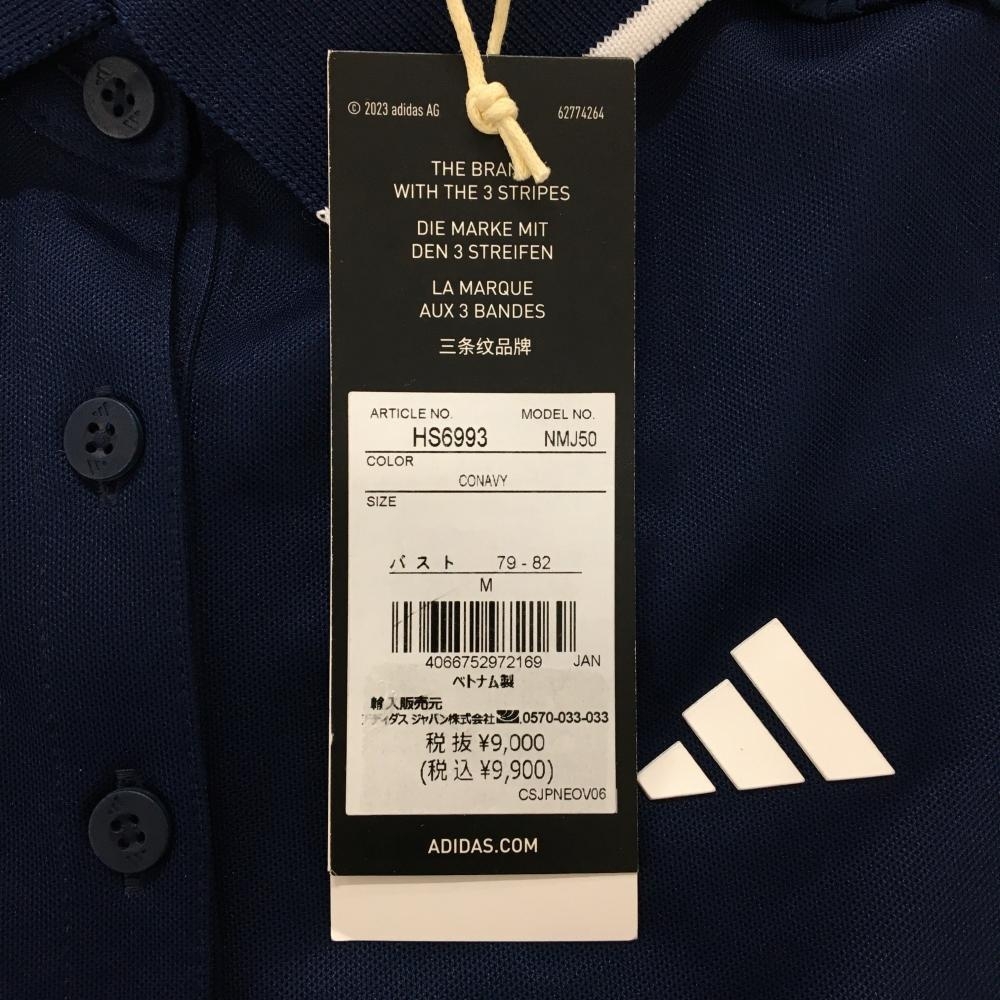 © 2023 adidas AG
62774264
THE BRAN
WITH THE 3 STRIPES
DIE MARKE MIT
DEN 3 STREIFEN
LA MARQUE
AUX 3 BANDES
三条纹品牌
ARTICLE NO. MODEL NO.
HS6993 NMJ50
COLOR
CONAVY
SIZE
バスト 79 - 82
M
4066752972169 JAN
ベトナム製
輸入販売元
アディダス ジャパン株式会社 0570-033-033
税抜 ¥9,000
(税込 ¥9,900)
CSJPNEOV06
ADIDAS.COM